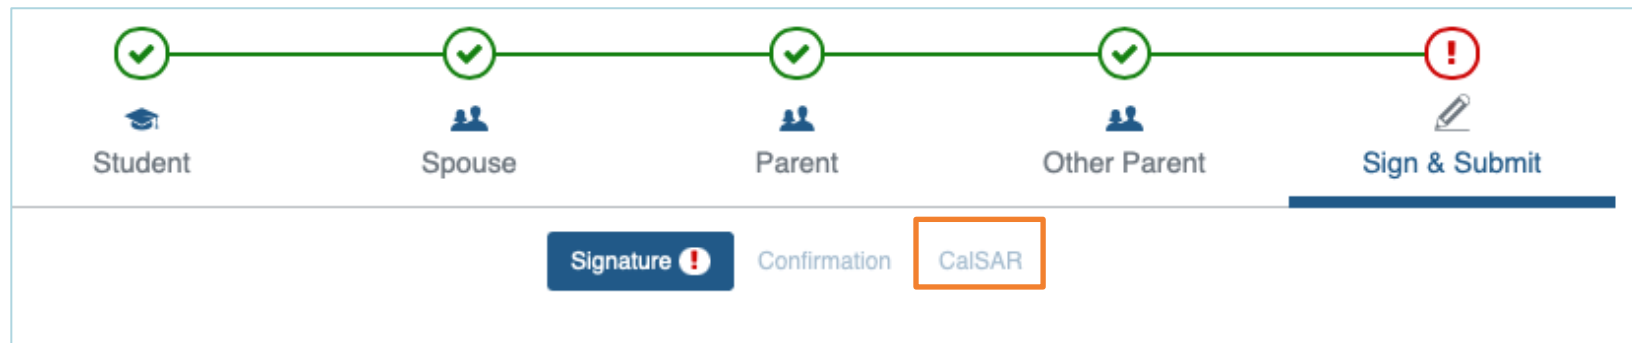 Student Spouse Parent Other Parent Sign & Submit
Signature ! Confirmation CalSAR